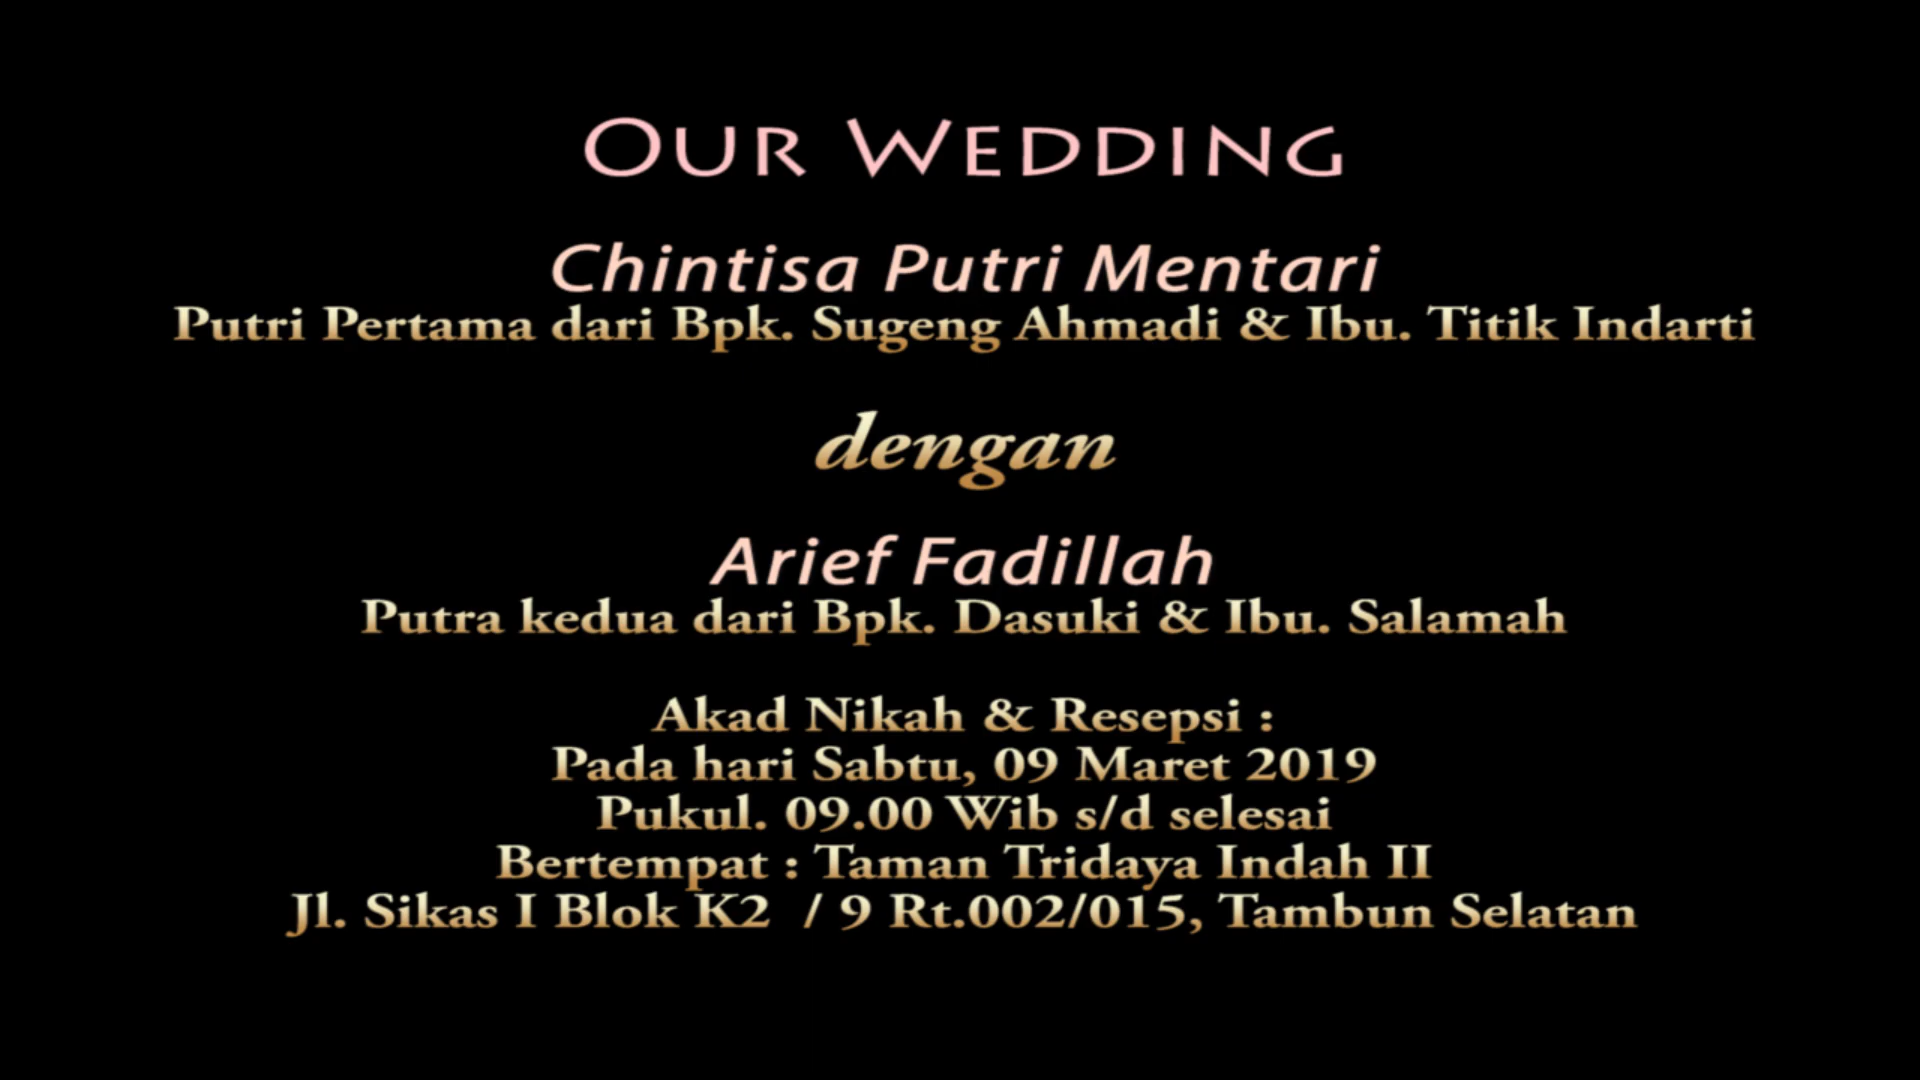 OUR WEDDING
Chintisa Putri Mentari
Putri Pertama dari Bpk. Sugeng Ahmadi & Ibu. Titik Indarti
dengan
Arief Fadillah
Putra kedua dari Bpk. Dasuki & Ibu. Salamah
Akad Nikah & Resepsi :
Pada hari Sabtu, 09 Maret 2019
Pukul. 09.00 Wib s/d selesai
Bertempat : Taman Tridaya Indah II
Jl. Sikas I Blok K2  / 9 Rt.002/015, Tambun Selatan